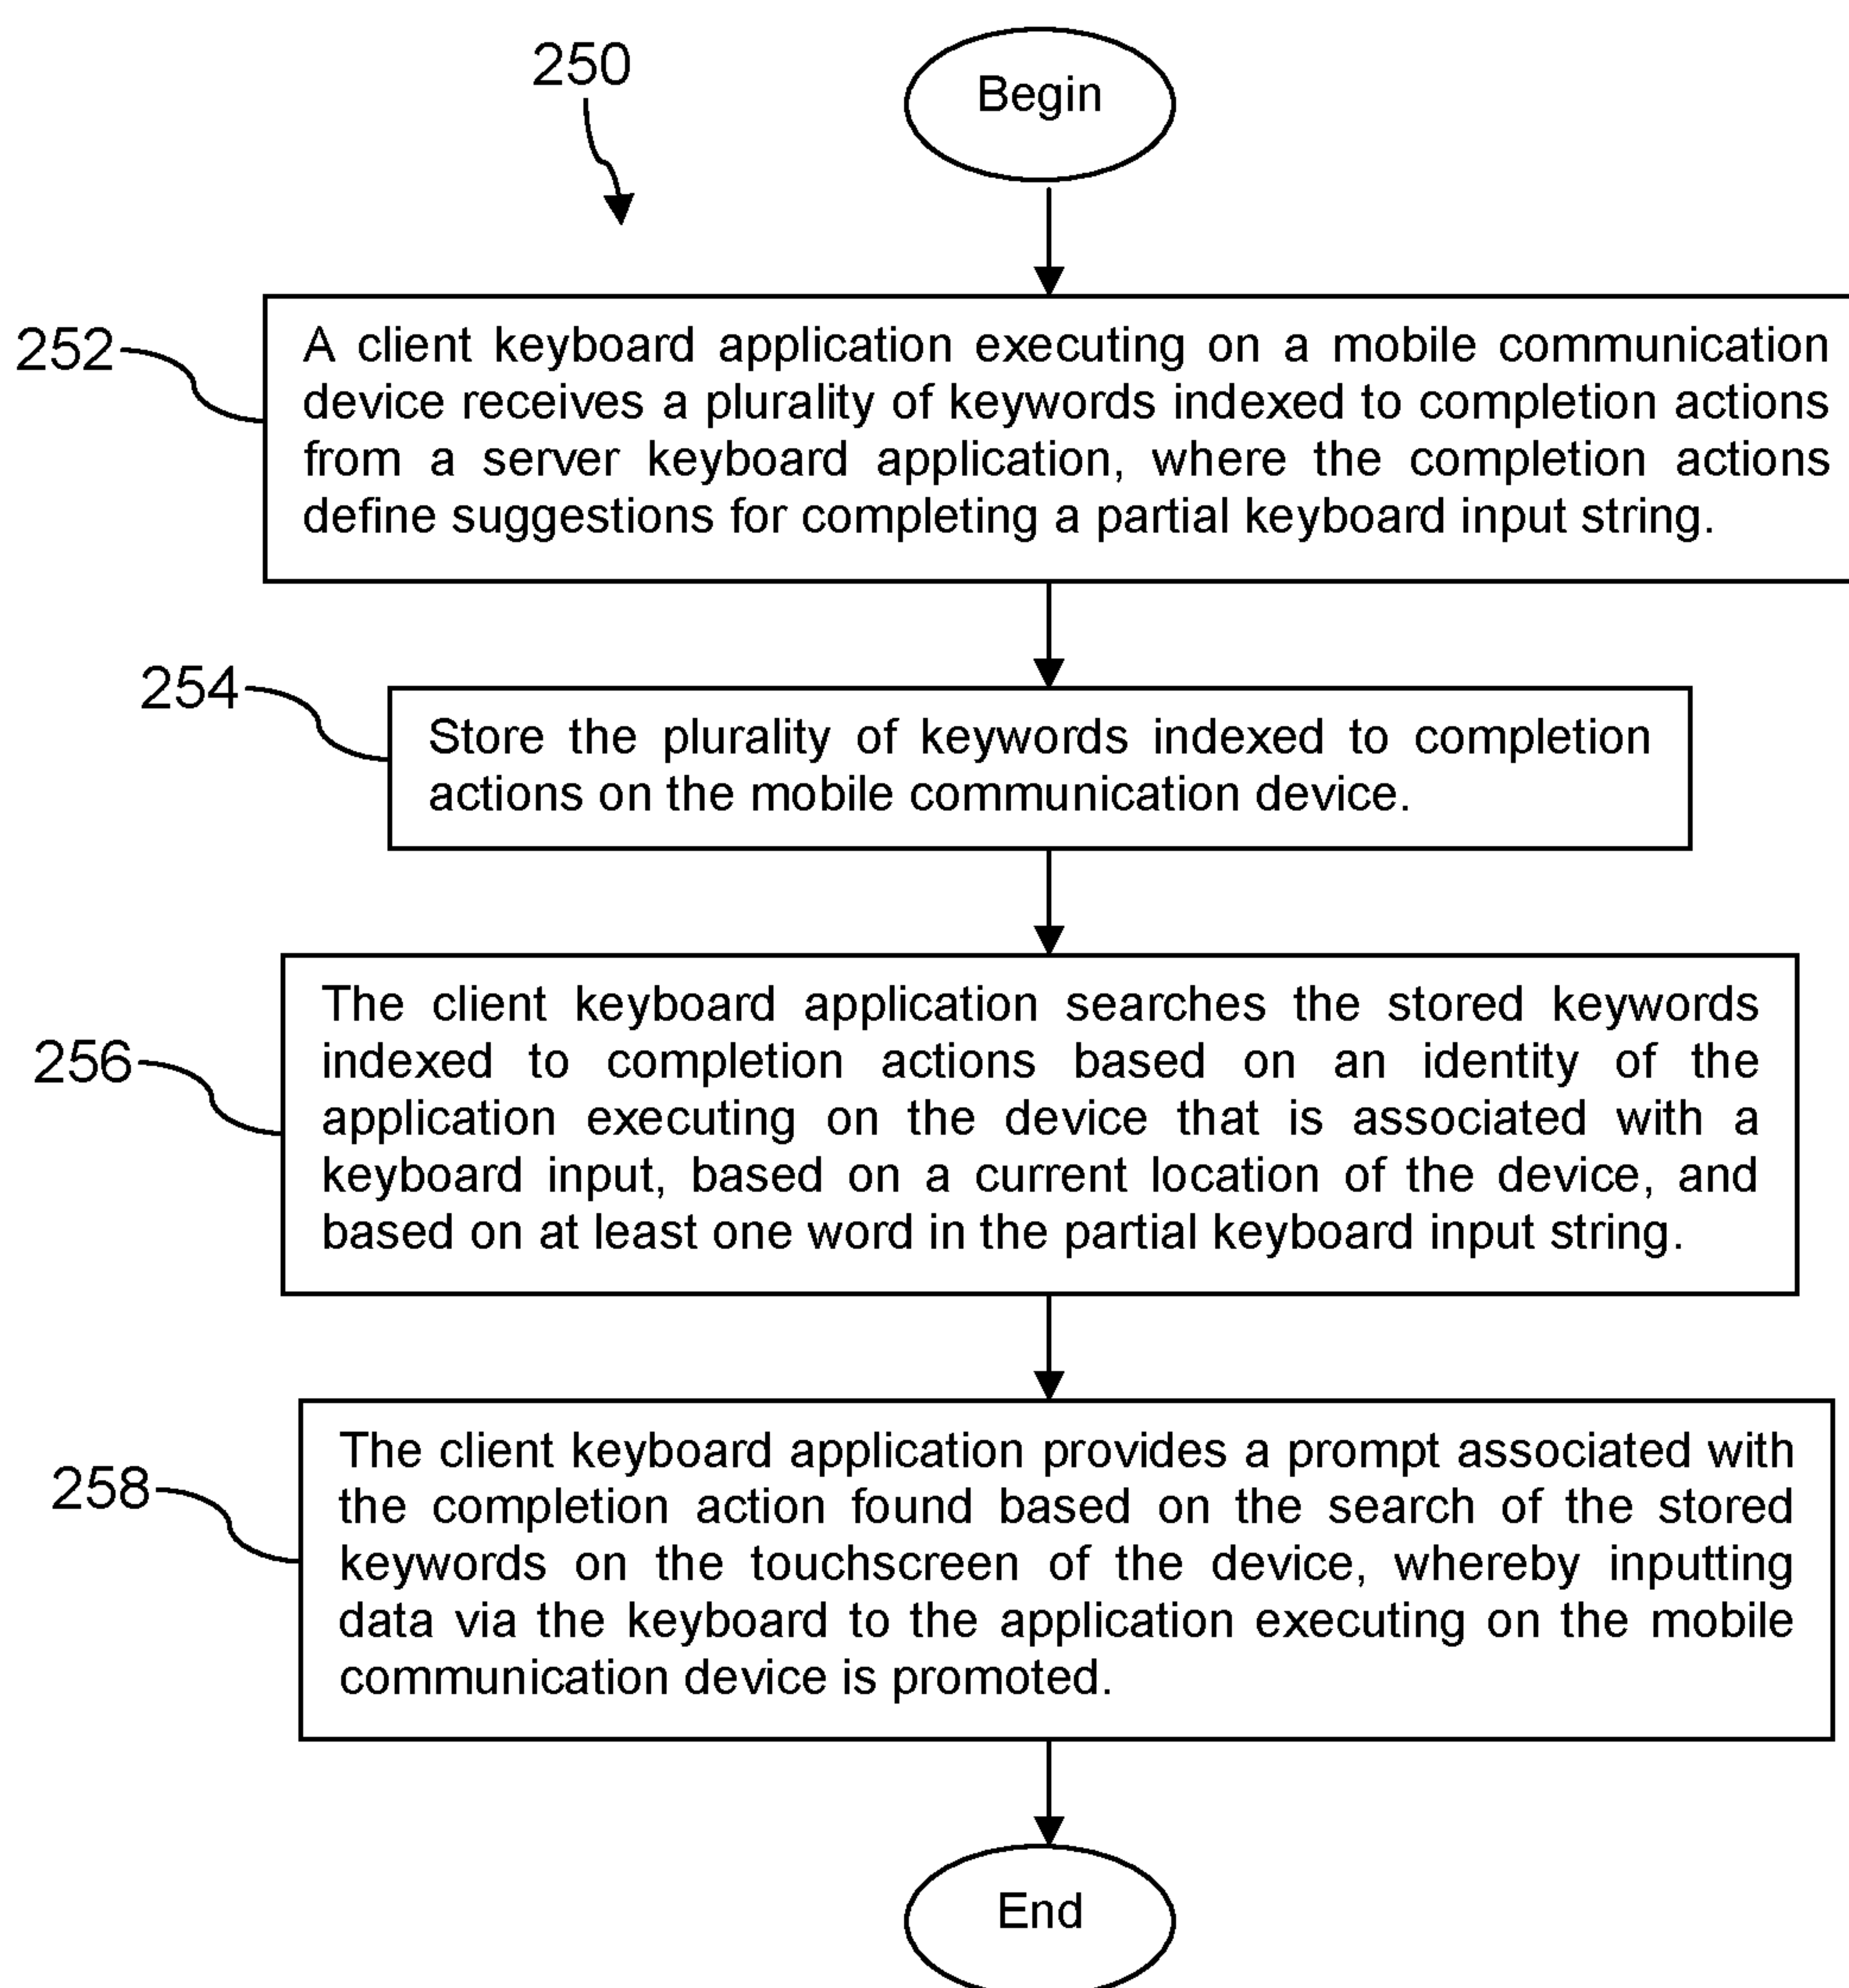 250
Begin
252
A client keyboard application executing on a mobile communication
device receives a plurality of keywords indexed to completion actions
from a server keyboard application, where the completion actions
define suggestions for completing a partial keyboard input string.
254
Store the plurality of keywords indexed to completion
actions on the mobile communication device.
256
The client keyboard application searches the stored keywords
indexed to completion actions based on an identity of the
application executing on the device that is associated with a
keyboard input, based on a current location of the device, and
based on at least one word in the partial keyboard input string.
258
The client keyboard application provides a prompt associated with
the completion action found based on the search of the stored
keywords on the touchscreen of the device, whereby inputting
data via the keyboard to the application executing on the mobile
communication device is promoted.
End